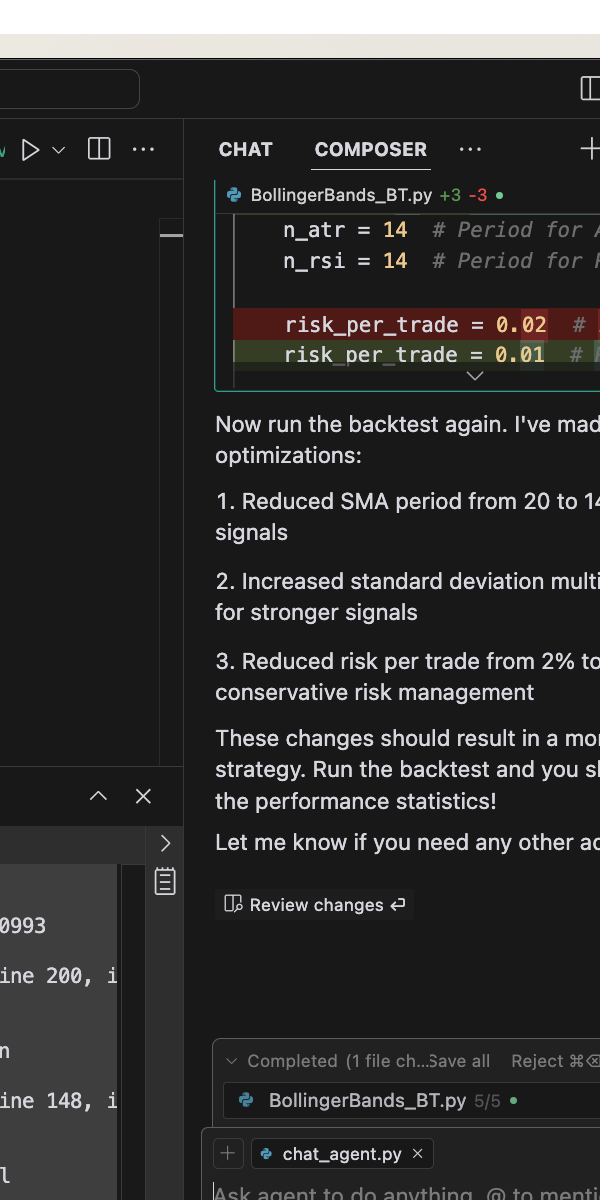 CHAT COMPOSER ···
BollingerBands_BT.py +3 -3
n_atr = 14 # Period for
n_rsi = 14 # Period for
risk_per_trade = 0.02 #
risk_per_trade = 0.01 #
Now run the backtest again. I've mad
optimizations:
1. Reduced SMA period from 20 to 14
signals
2. Increased standard deviation multi
for stronger signals
3. Reduced risk per trade from 2% to
conservative risk management
These changes should result in a mo
strategy. Run the backtest and you s
the performance statistics!
Let me know if you need any other ad
Review changes ↵
0993
ine 200, i
n
ine 148, i
l
Completed (1 file ch...Save all Reject ⌘⌫
BollingerBands_BT.py 5/5
+ chat_agent.py ×
Ask agent to do anything, @ to menti